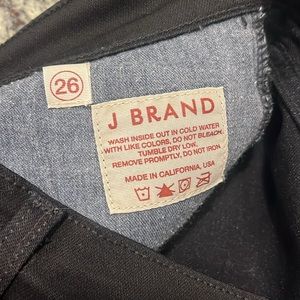 26
J BRAND
WASH INSIDE OUT IN COLD WATER
WITH LIKE COLORS, DO NOT BLEACH.
TUMBLE DRY LOW.
REMOVE PROMPTLY, DO NOT IRON
MADE IN CALIFORNIA, USA